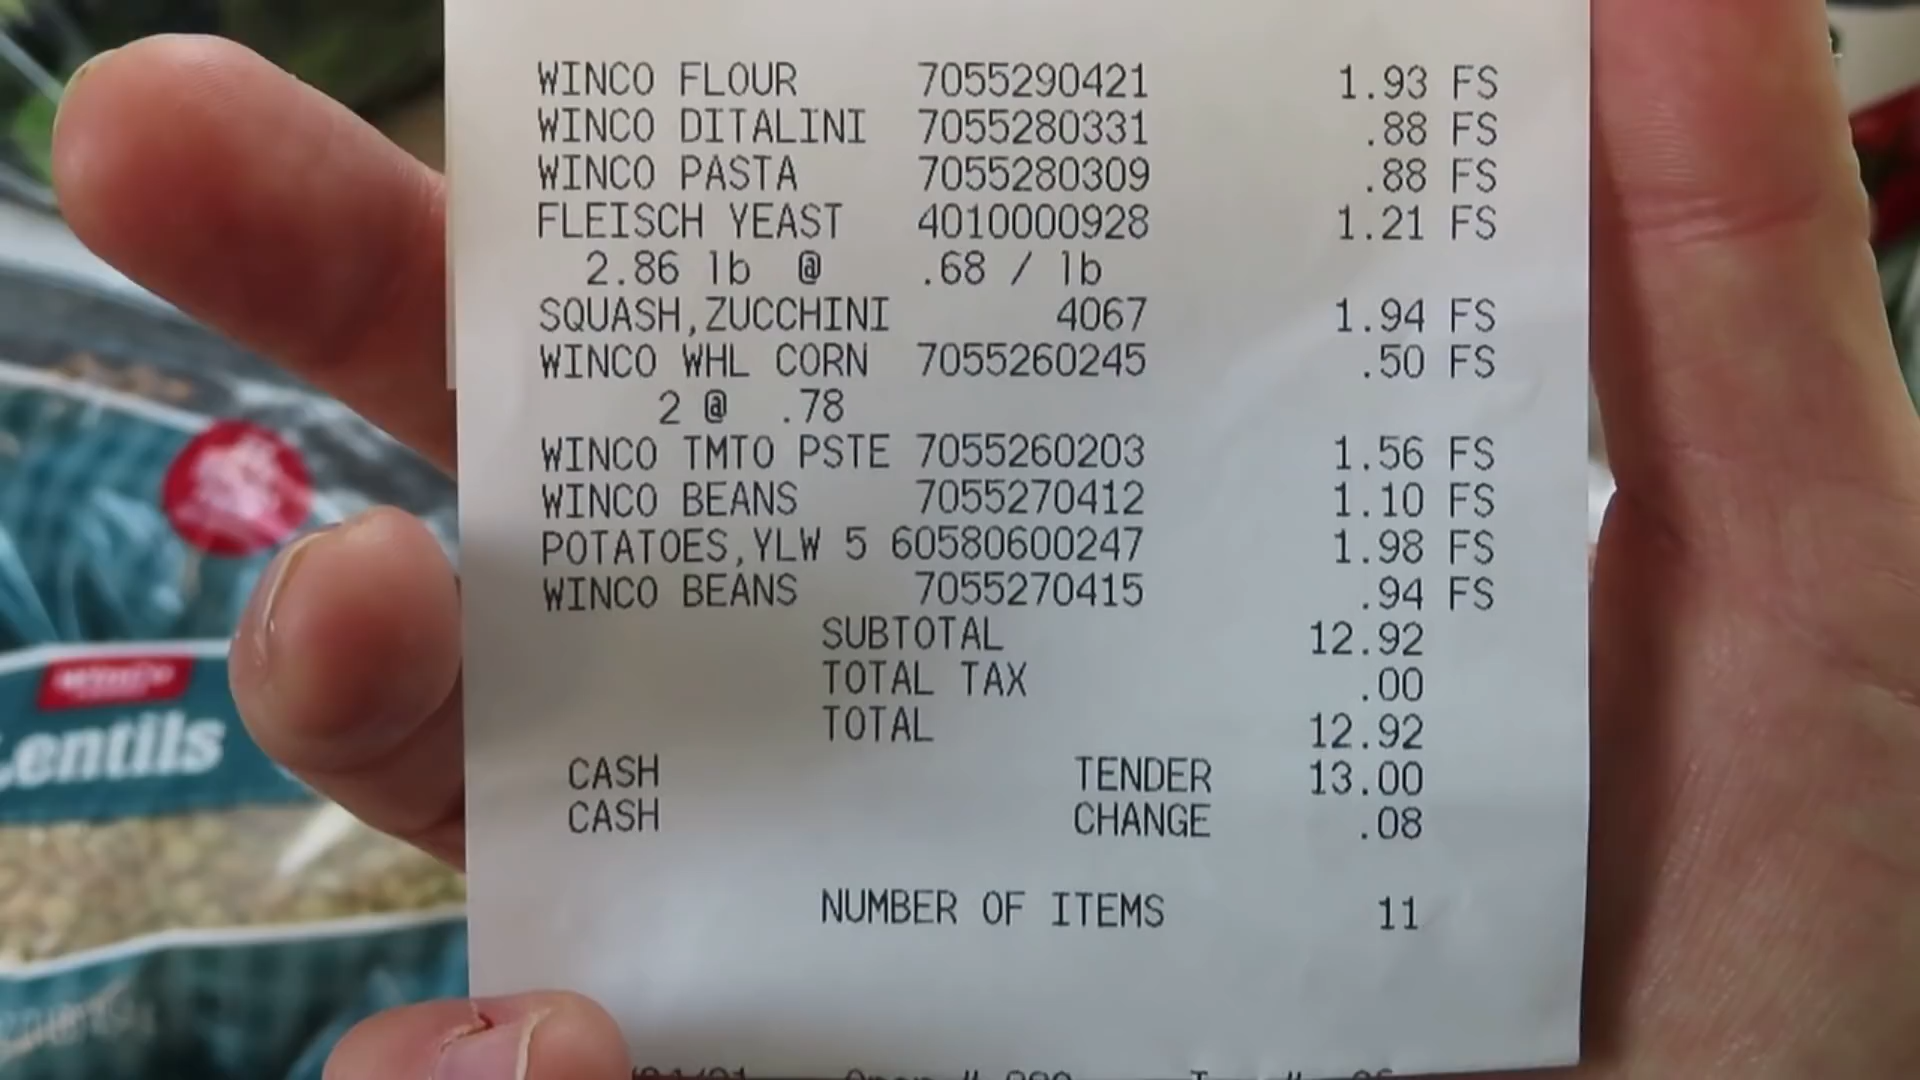 WINCO FLOUR 7055290421 1.93 FS
WINCO DITALINI 7055280331 .88 FS
WINCO PASTA 7055280309 .88 FS
FLEISCH YEAST 4010000928 1.21 FS
2.86 lb @ .68 / lb
SQUASH,ZUCCHINI 4067 1.94 FS
WINCO WHL CORN 7055260245 .50 FS
2 @ .78
WINCO TMTO PSTE 7055260203 1.56 FS
WINCO BEANS 7055270412 1.10 FS
POTATOES,YLW 5 60580600247 1.98 FS
WINCO BEANS 7055270415 .94 FS
SUBTOTAL 12.92
TOTAL TAX .00
TOTAL 12.92
CASH TENDER 13.00
CASH CHANGE .08
NUMBER OF ITEMS 11
WinCo
Lentils